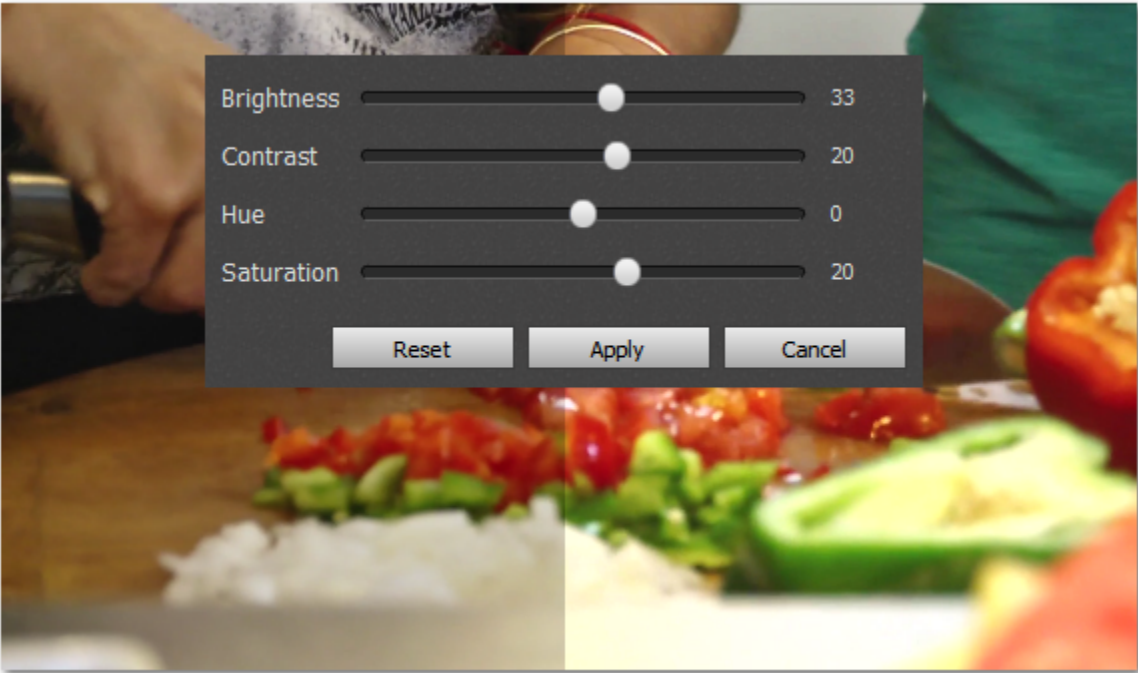 Brightness 33
Contrast 20
Hue 0
Saturation 20
Reset Apply Cancel